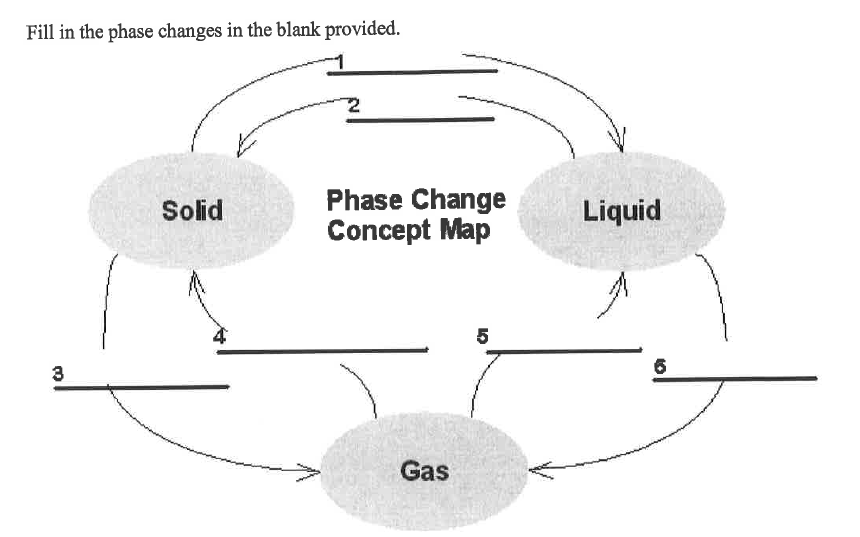 Fill in the phase changes in the blank provided.
1
2
Solid
Phase Change
Concept Map
Liquid
4
5
3
6
Gas